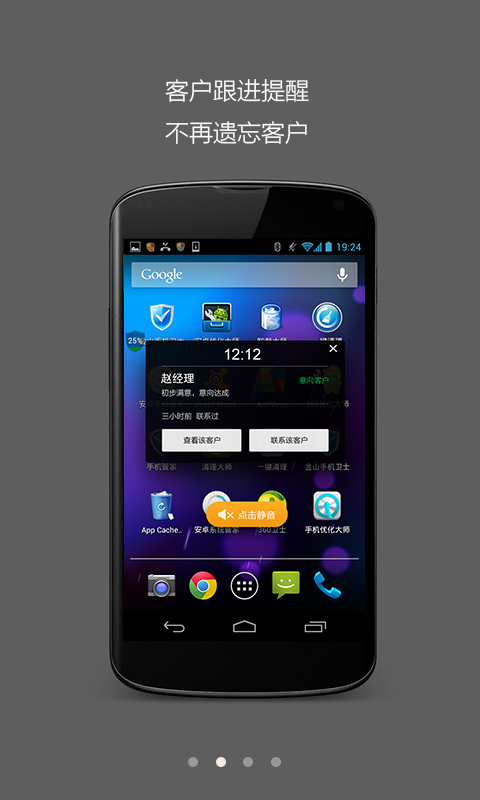 客户跟进提醒
不再遗忘客户
19:24
Google
25%
12:12
赵经理
意向客户
初步满意,意向达成
三小时前 联系过
查看该客户
联系该客户
手机管家
清理大师
一键清理
金山手机卫士
点击静音
App Cache..
安卓系统管家
360卫士
手机优化大师